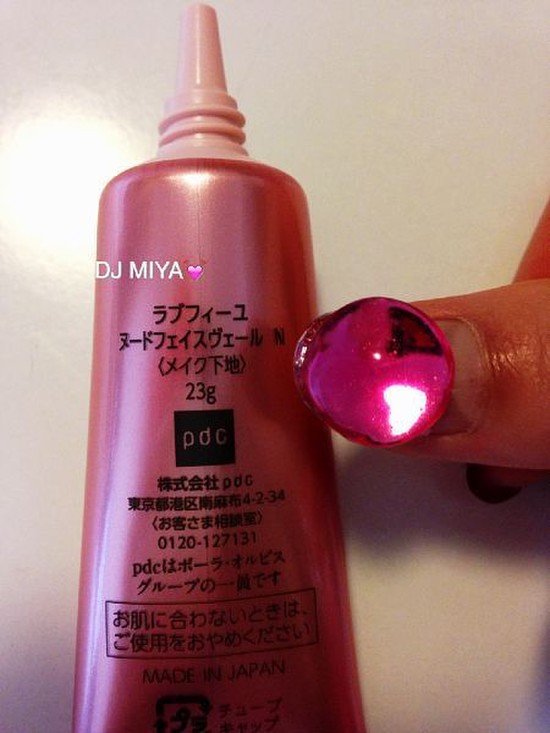 DJ MIYA💓
ラブフィーユ
ヌードフェイスヴェール N
〈メイク下地〉
23g
pdc
株式会社pdc
東京都港区南麻布4-2-34
〈お客さま相談室〉
0120-127131
pdcはポーラ・オルビス
グループの一員です
お肌に合わないときは、
ご使用をおやめください
MADE IN JAPAN
プラ
チューブ
キャップ